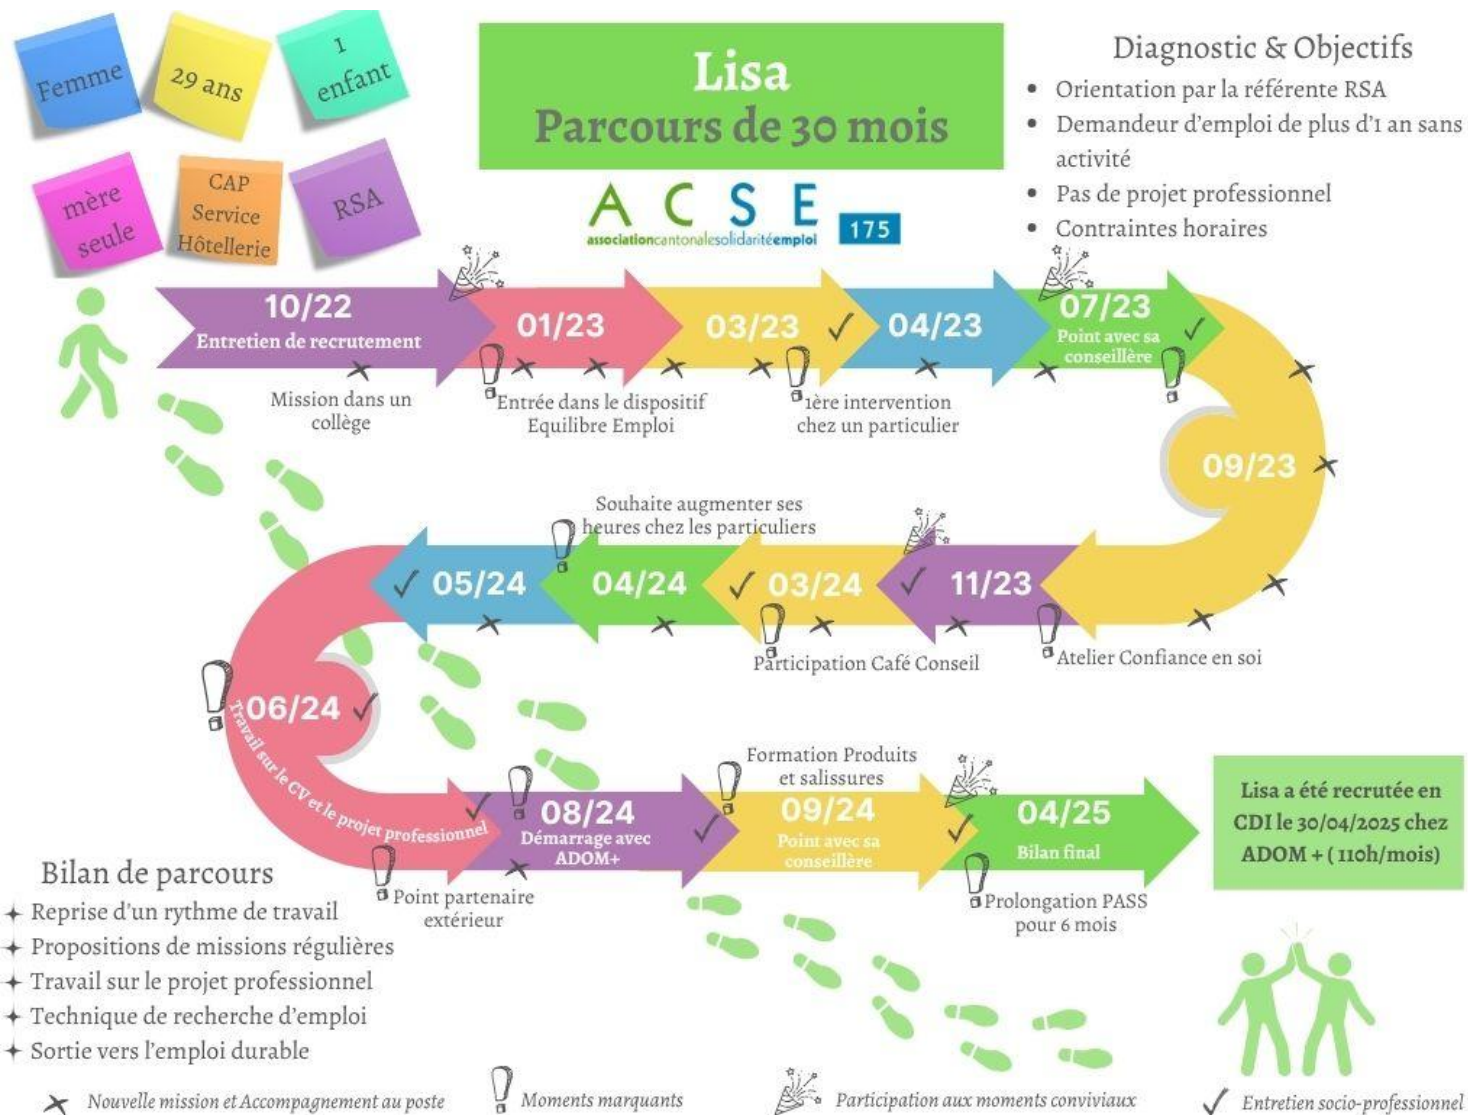 Femme
29 ans
1
enfant
mère
seule
CAP
Service
Hôtellerie
RSA
Lisa
Parcours de 30 mois
ACSE
associationcantonalesolidaritéemploi
175
Diagnostic & Objectifs
• Orientation par la référente RSA
• Demandeur d'emploi de plus d'1 an sans
activité
• Pas de projet professionnel
• Contraintes horaires
10/22
Entretien de recrutement
Mission dans un
collège
01/23
Entrée dans le dispositif
Equilibre Emploi
03/23
1ère intervention
chez un particulier
04/23
07/23
Point avec sa
conseillère
09/23
Atelier Confiance en soi
11/23
03/24
Participation Café Conseil
04/24
Souhaite augmenter ses
heures chez les particuliers
05/24
06/24
Travail sur le CV et le projet professionnel
Point partenaire
extérieur
08/24
Démarrage avec
ADOM+
Formation Produits
et salissures
09/24
Point avec sa
conseillère
04/25
Bilan final
Prolongation PASS
pour 6 mois
Lisa a été recrutée en
CDI le 30/04/2025 chez
ADOM + ( 110h/mois)
Bilan de parcours
Reprise d'un rythme de travail
Propositions de missions régulières
Travail sur le projet professionnel
Technique de recherche d'emploi
Sortie vers l'emploi durable
Nouvelle mission et Accompagnement au poste
Moments marquants
Participation aux moments conviviaux
Entretien socio-professionnel